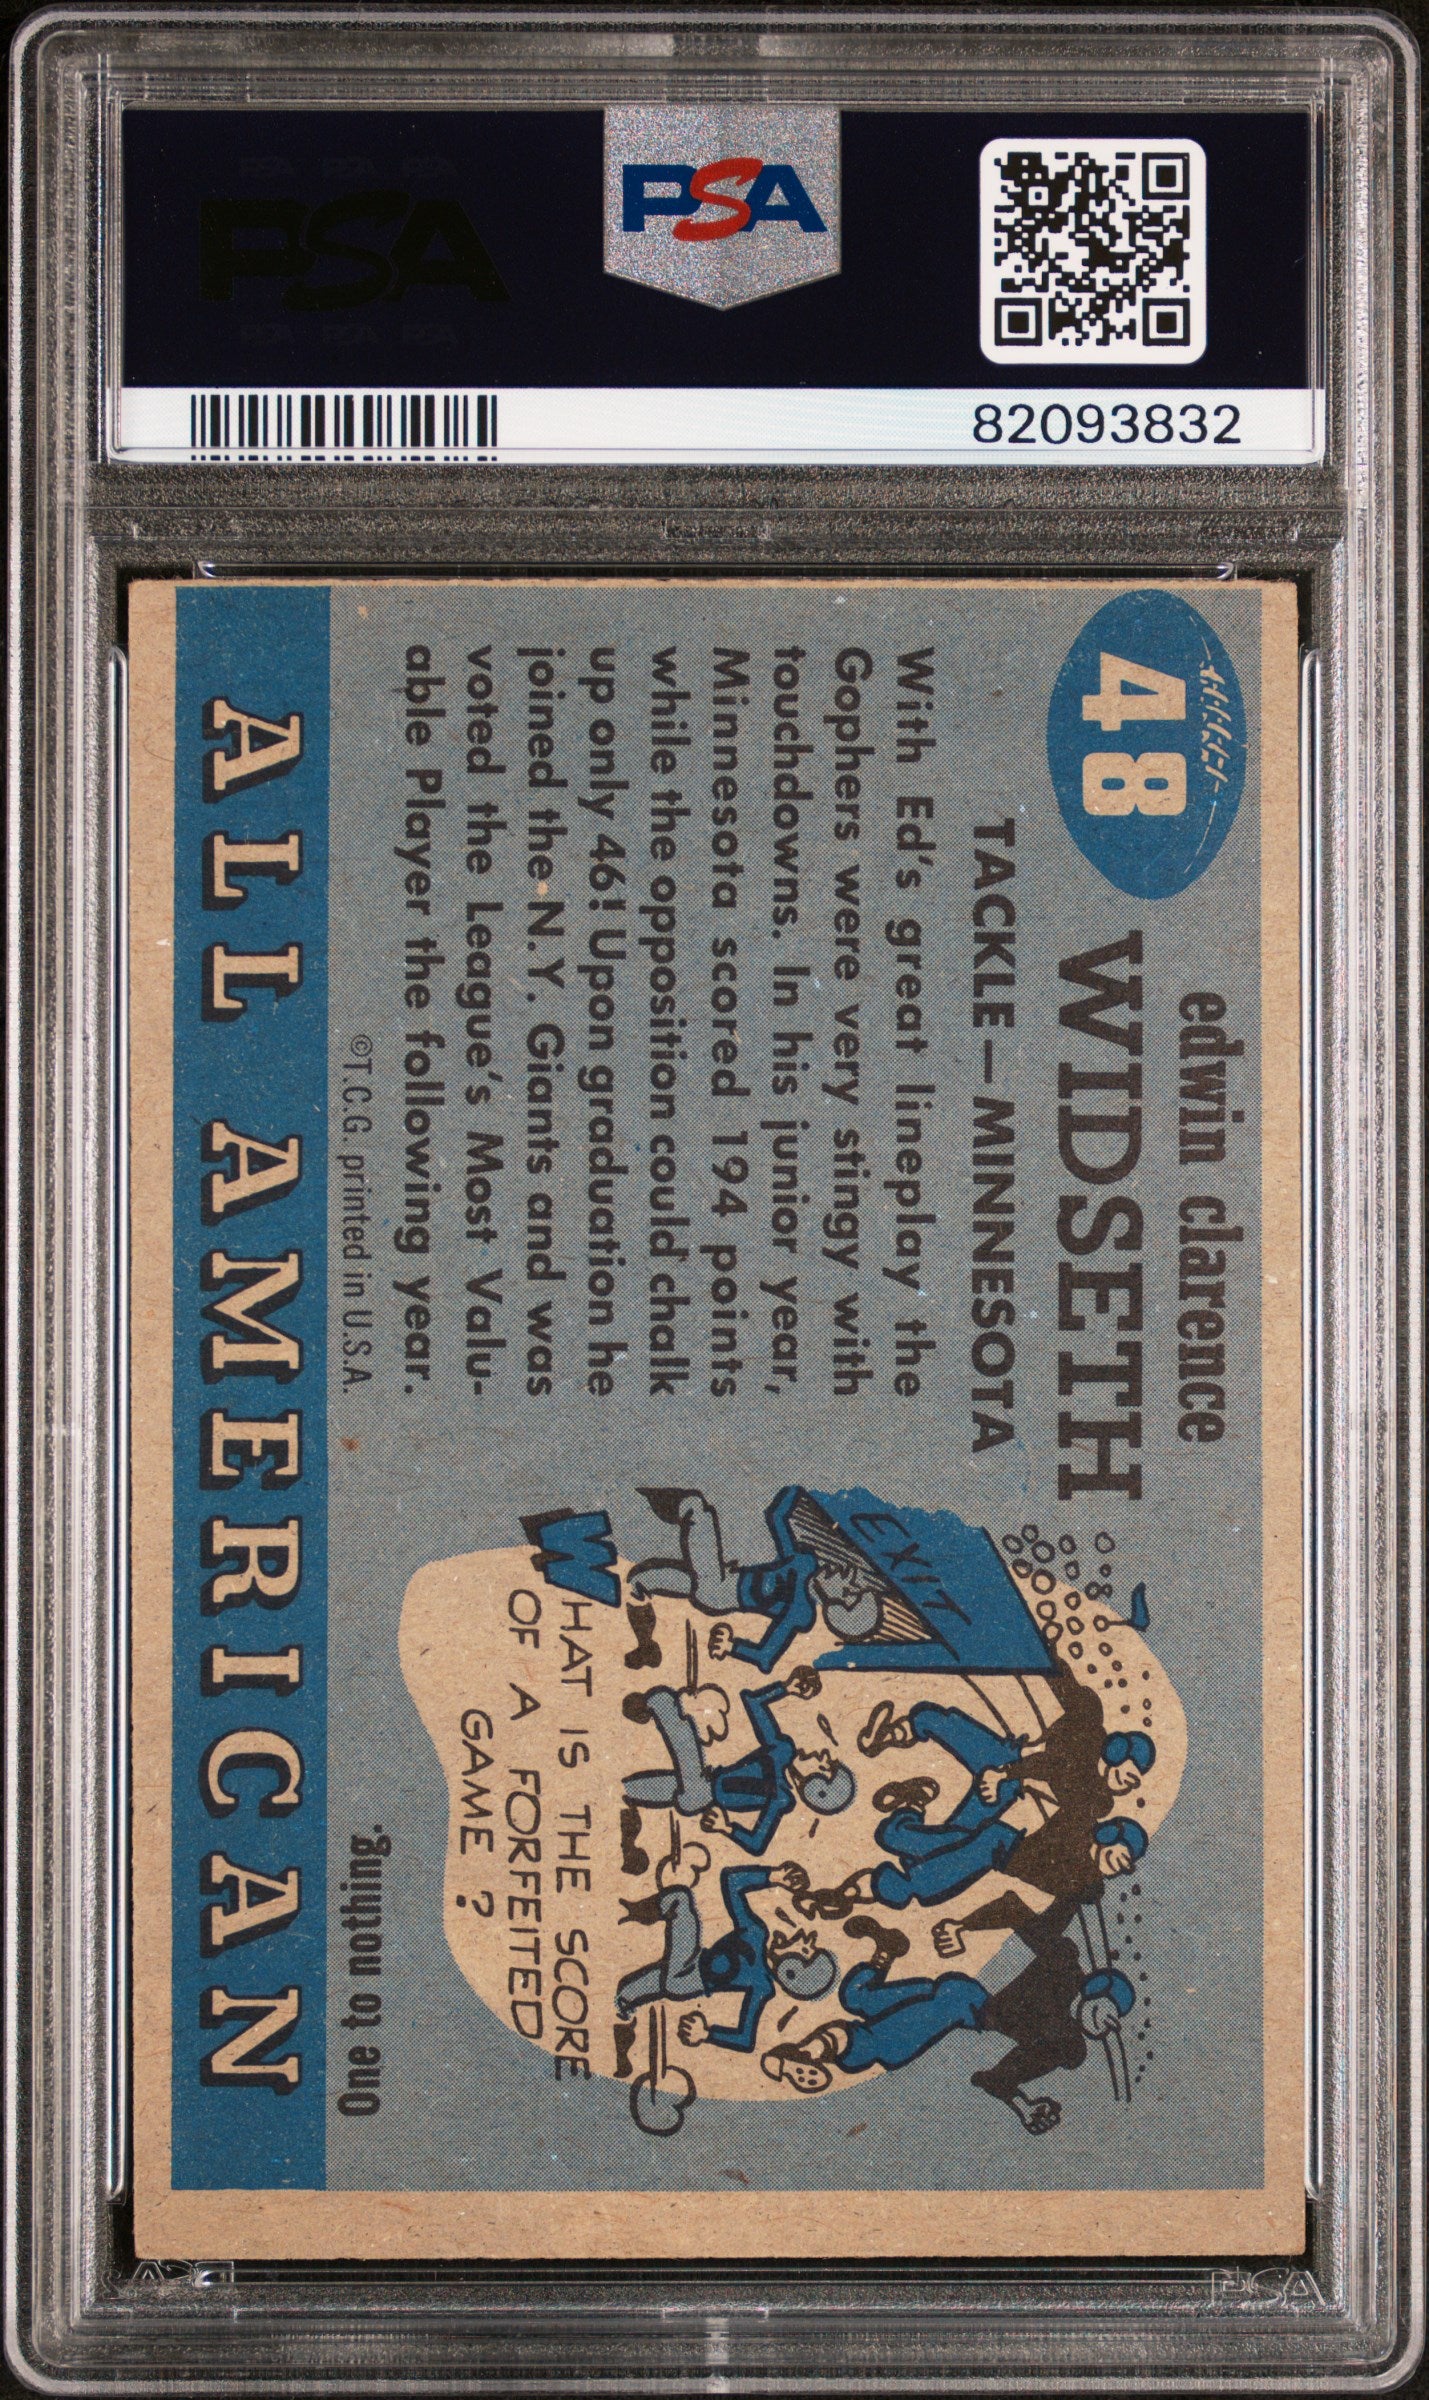 PSA
PSA
82093832
48
edwin clarence
WIDSETH
TACKLE—MINNESOTA
With Ed's great lineplay the
Gophers were very stingy with
touchdowns. In his junior year,
Minnesota scored 194 points
while the opposition could chalk
up only 46! Upon graduation he
joined the N.Y. Giants and was
voted the League's Most Valu-
able Player the following year.
©T.C.G. printed in U.S.A.
EXIT
WHAT IS THE SCORE
OF A FORFEITED
GAME?
One to nothing.
ALL AMERICAN
PSA
PSA